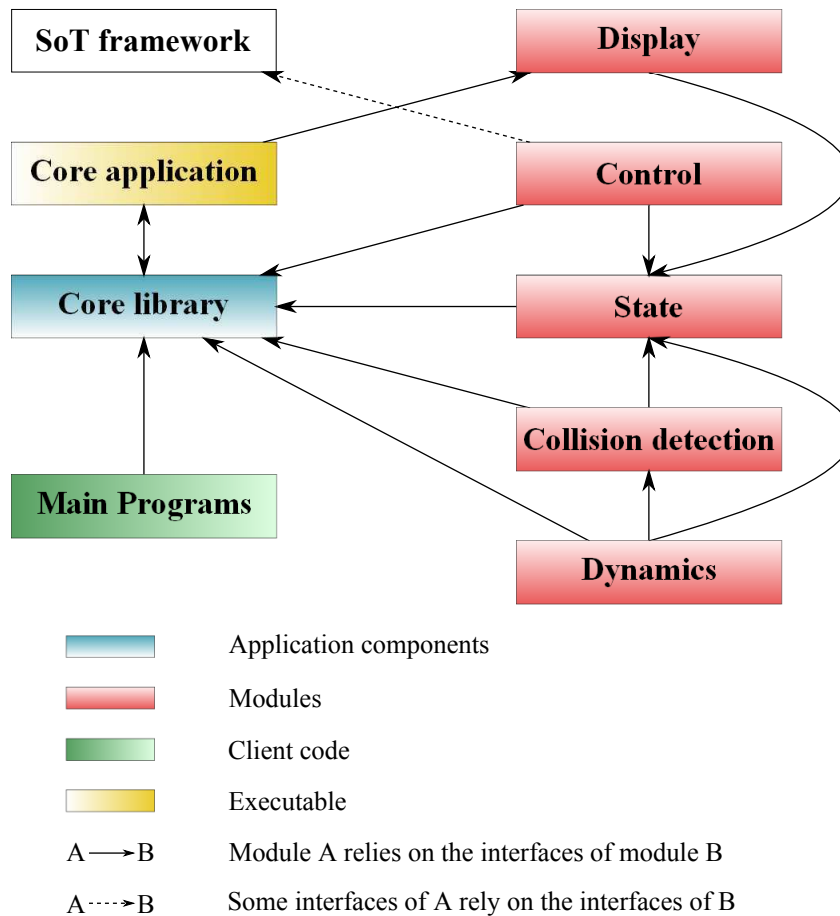 SoT framework
Display
Core application
Control
Core library
State
Collision detection
Main Programs
Dynamics
Application components
Modules
Client code
Executable
A B Module A relies on the interfaces of module B
A B Some interfaces of A rely on the interfaces of B